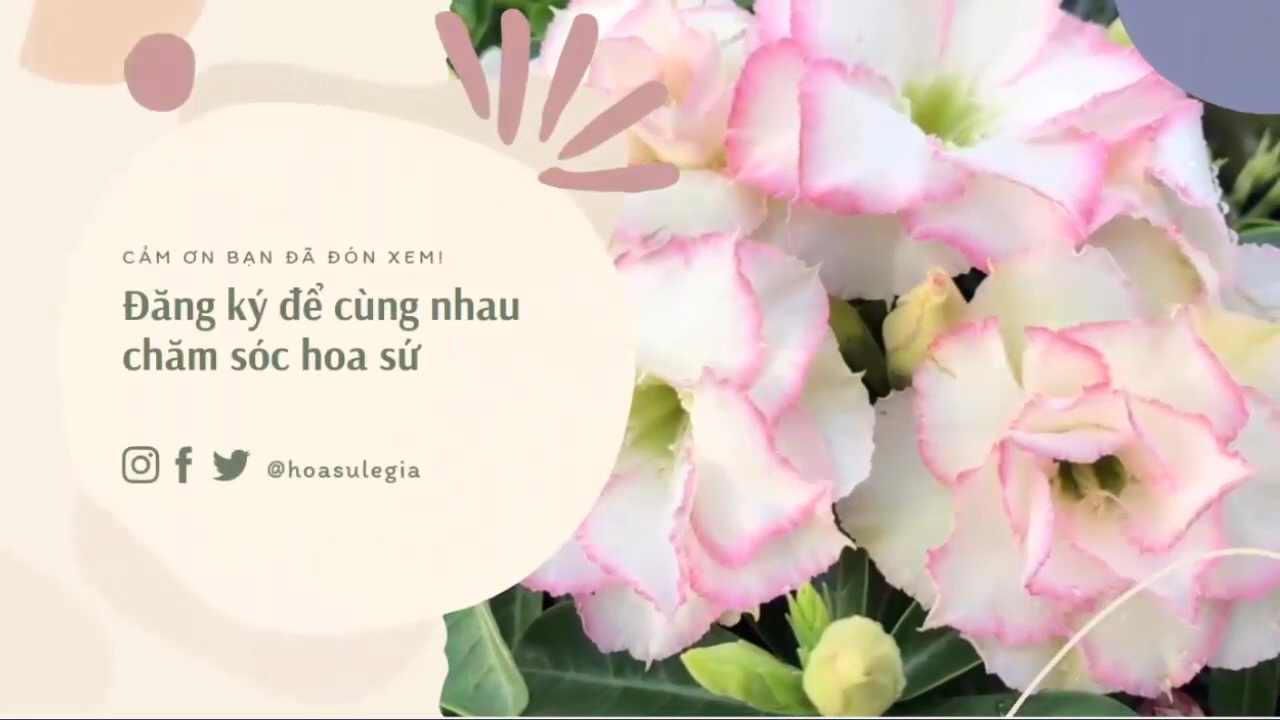 CẢM ƠN BẠN ĐÃ ĐÓN XEM!
Đăng ký để cùng nhau
chăm sóc hoa sứ
@hoasulegia